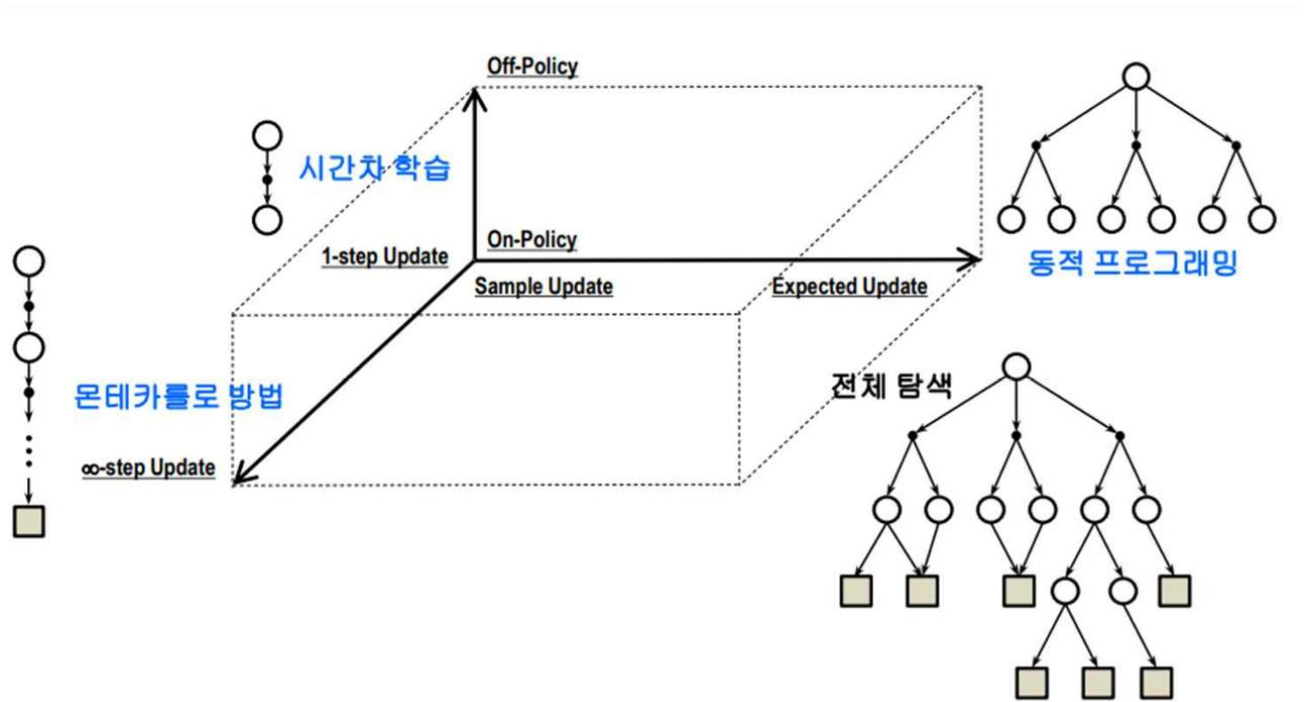 Off-Policy
시간차 학습
On-Policy
1-step Update
Sample Update
Expected Update
동적 프로그래밍
몬테카를로 방법
전체 탐색
∞-step Update